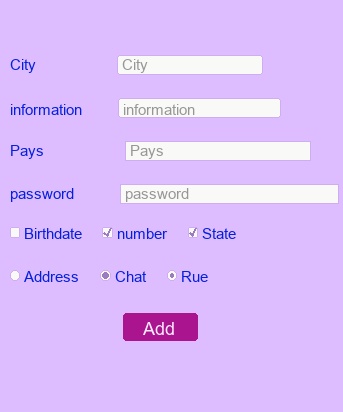 City City
information information
Pays Pays
password password
Birthdate number State
Address Chat Rue
Add